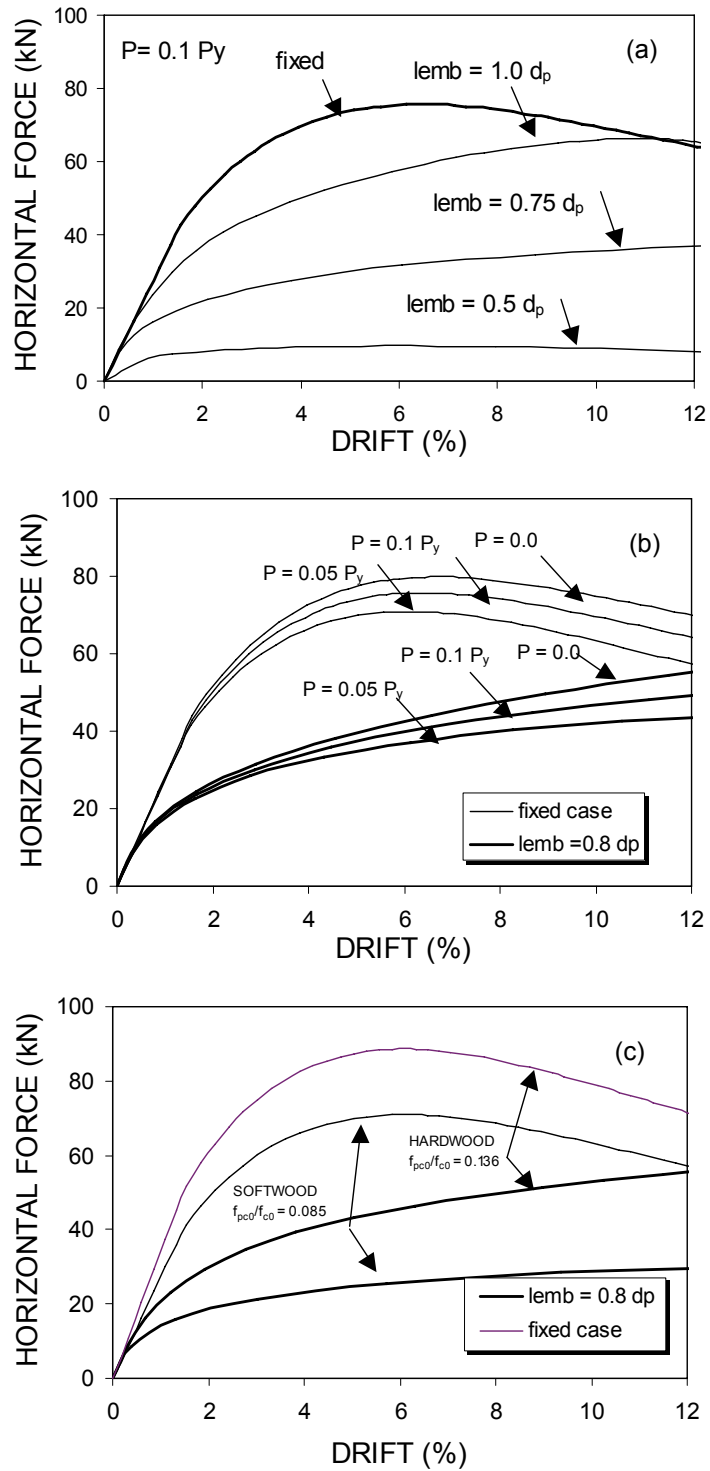 HORIZONTAL FORCE (kN)
100
80
60
40
20
0
P= 0.1 Py
fixed
lemb = 1.0 dp
(a)
lemb = 0.75 dp
lemb = 0.5 dp
0 2 4 6 8 10 12
DRIFT (%)
HORIZONTAL FORCE (kN)
100
80
60
40
20
0
(b)
P = 0.0
P = 0.1 Py
P = 0.05 Py
P = 0.0
P = 0.1 Py
P = 0.05 Py
fixed case
lemb =0.8 dp
0 2 4 6 8 10 12
DRIFT (%)
HORIZONTAL FORCE (kN)
100
80
60
40
20
0
(c)
HARDWOOD
fpc0/fc0 = 0.136
SOFTWOOD
fpc0/fc0 = 0.085
lemb = 0.8 dp
fixed case
0 2 4 6 8 10 12
DRIFT (%)